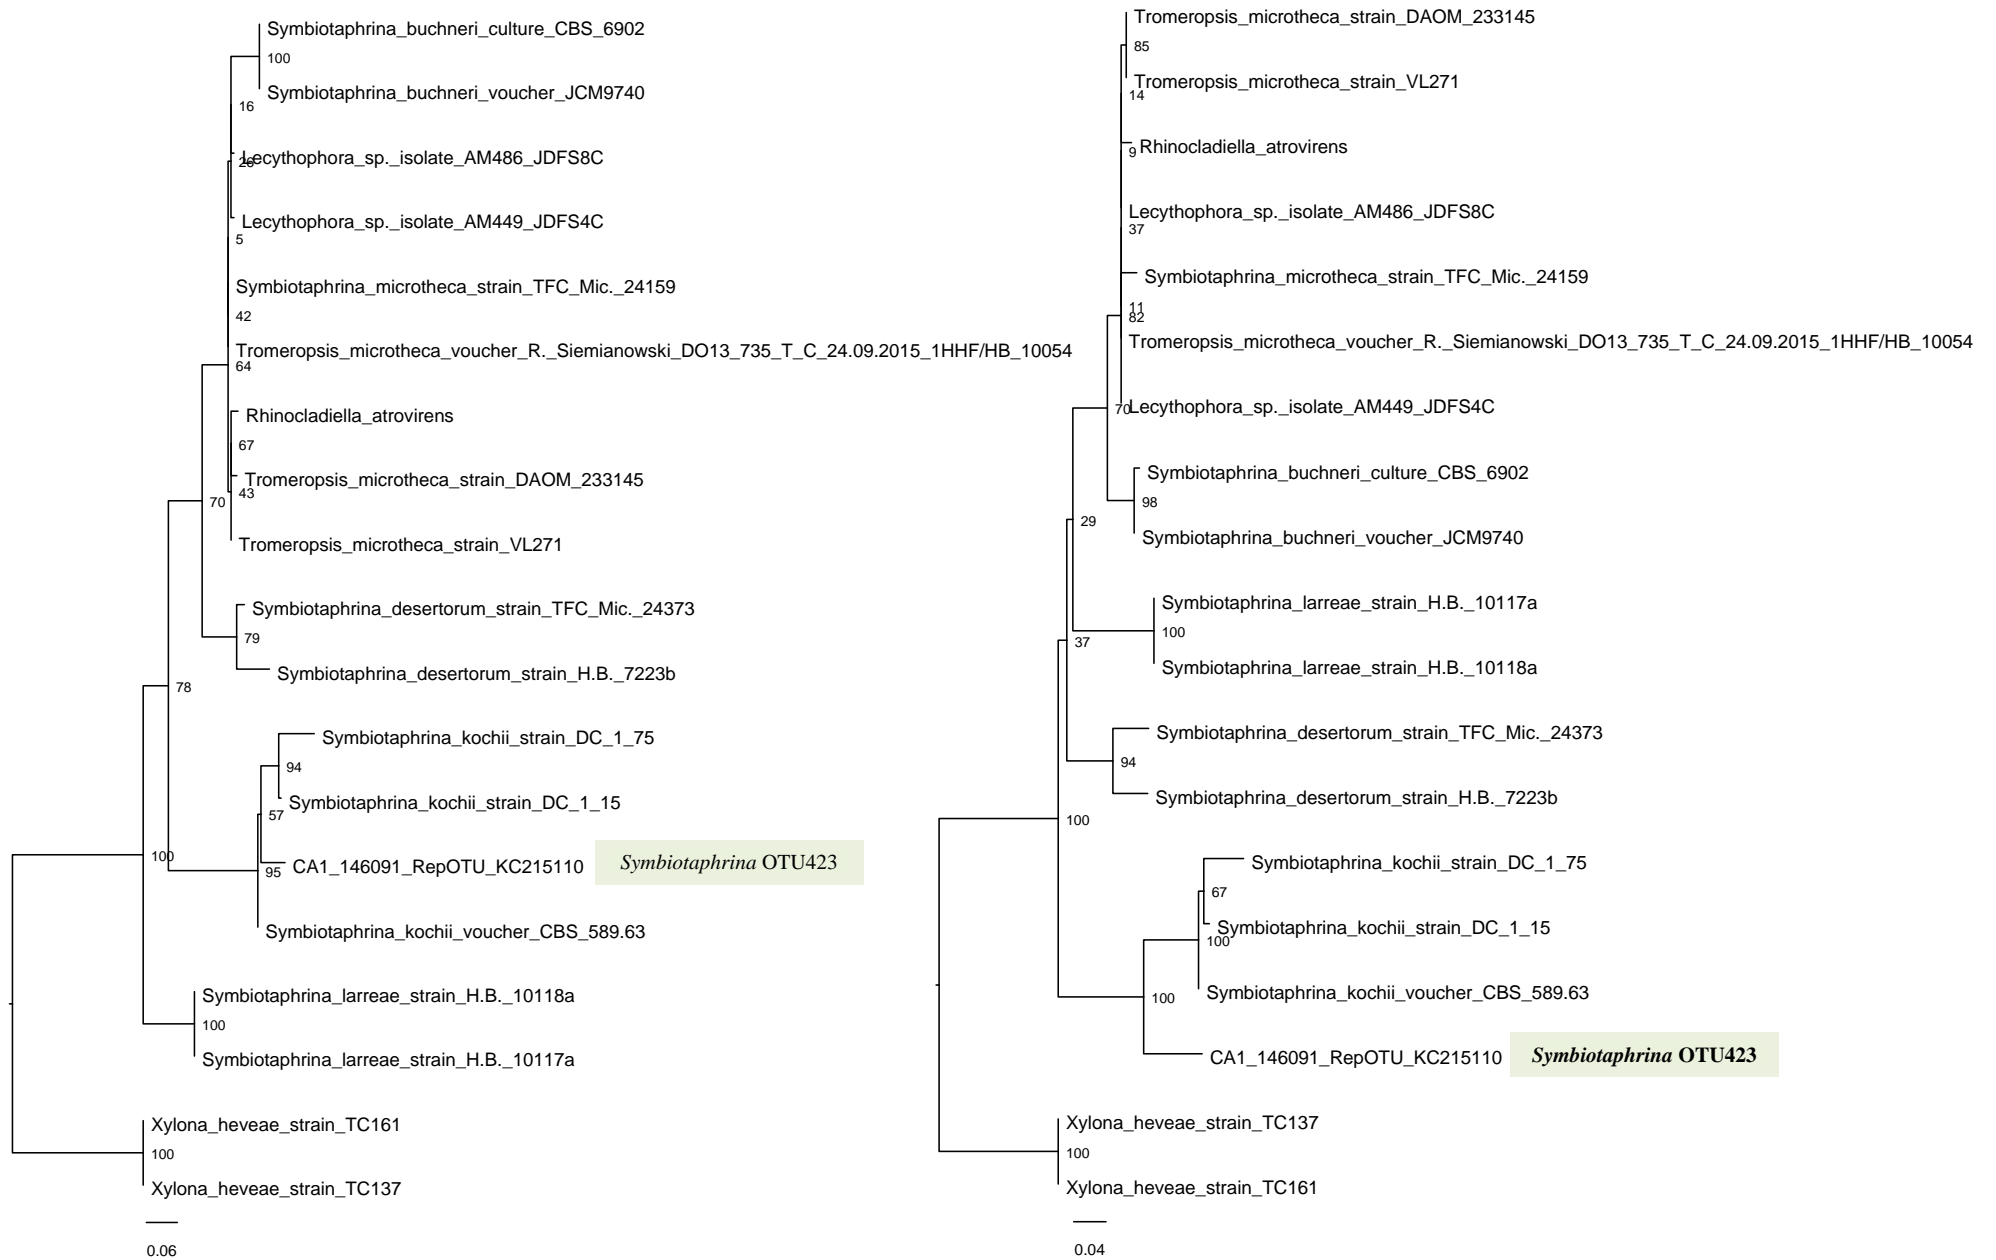 Symbiotaphrina_buchneri_culture_CBS_6902
100
Symbiotaphrina_buchneri_voucher_JCM9740
16
Lecythophora_sp._isolate_AM486_JDFS8C
26
Lecythophora_sp._isolate_AM449_JDFS4C
5
Symbiotaphrina_microtheca_strain_TFC_Mic._24159
42
Tromeropsis_microtheca_voucher_R._Siemianowski_DO13_735_T_C_24.09.2015_1HHF/HB_10054
64
Rhinocladiella_atrovirens
67
Tromeropsis_microtheca_strain_DAOM_233145
43
70
Tromeropsis_microtheca_strain_VL271
Symbiotaphrina_desertorum_strain_TFC_Mic._24373
79
Symbiotaphrina_desertorum_strain_H.B._7223b
78
Symbiotaphrina_kochii_strain_DC_1_75
94
Symbiotaphrina_kochii_strain_DC_1_15
57
100
CA1_146091_RepOTU_KC215110
Symbiotaphrina OTU423
95
Symbiotaphrina_kochii_voucher_CBS_589.63
Symbiotaphrina_larreae_strain_H.B._10118a
100
Symbiotaphrina_larreae_strain_H.B._10117a
Xylona_heveae_strain_TC161
100
Xylona_heveae_strain_TC137
0.06
Tromeropsis_microtheca_strain_DAOM_233145
85
Tromeropsis_microtheca_strain_VL271
14
Rhinocladiella_atrovirens
9
Lecythophora_sp._isolate_AM486_JDFS8C
37
Symbiotaphrina_microtheca_strain_TFC_Mic._24159
11
82
Tromeropsis_microtheca_voucher_R._Siemianowski_DO13_735_T_C_24.09.2015_1HHF/HB_10054
Lecythophora_sp._isolate_AM449_JDFS4C
70
Symbiotaphrina_buchneri_culture_CBS_6902
98
29
Symbiotaphrina_buchneri_voucher_JCM9740
Symbiotaphrina_larreae_strain_H.B._10117a
100
37
Symbiotaphrina_larreae_strain_H.B._10118a
Symbiotaphrina_desertorum_strain_TFC_Mic._24373
94
Symbiotaphrina_desertorum_strain_H.B._7223b
100
Symbiotaphrina_kochii_strain_DC_1_75
67
Symbiotaphrina_kochii_strain_DC_1_15
100
Symbiotaphrina_kochii_voucher_CBS_589.63
100
CA1_146091_RepOTU_KC215110
Symbiotaphrina OTU423
Xylona_heveae_strain_TC137
100
Xylona_heveae_strain_TC161
0.04